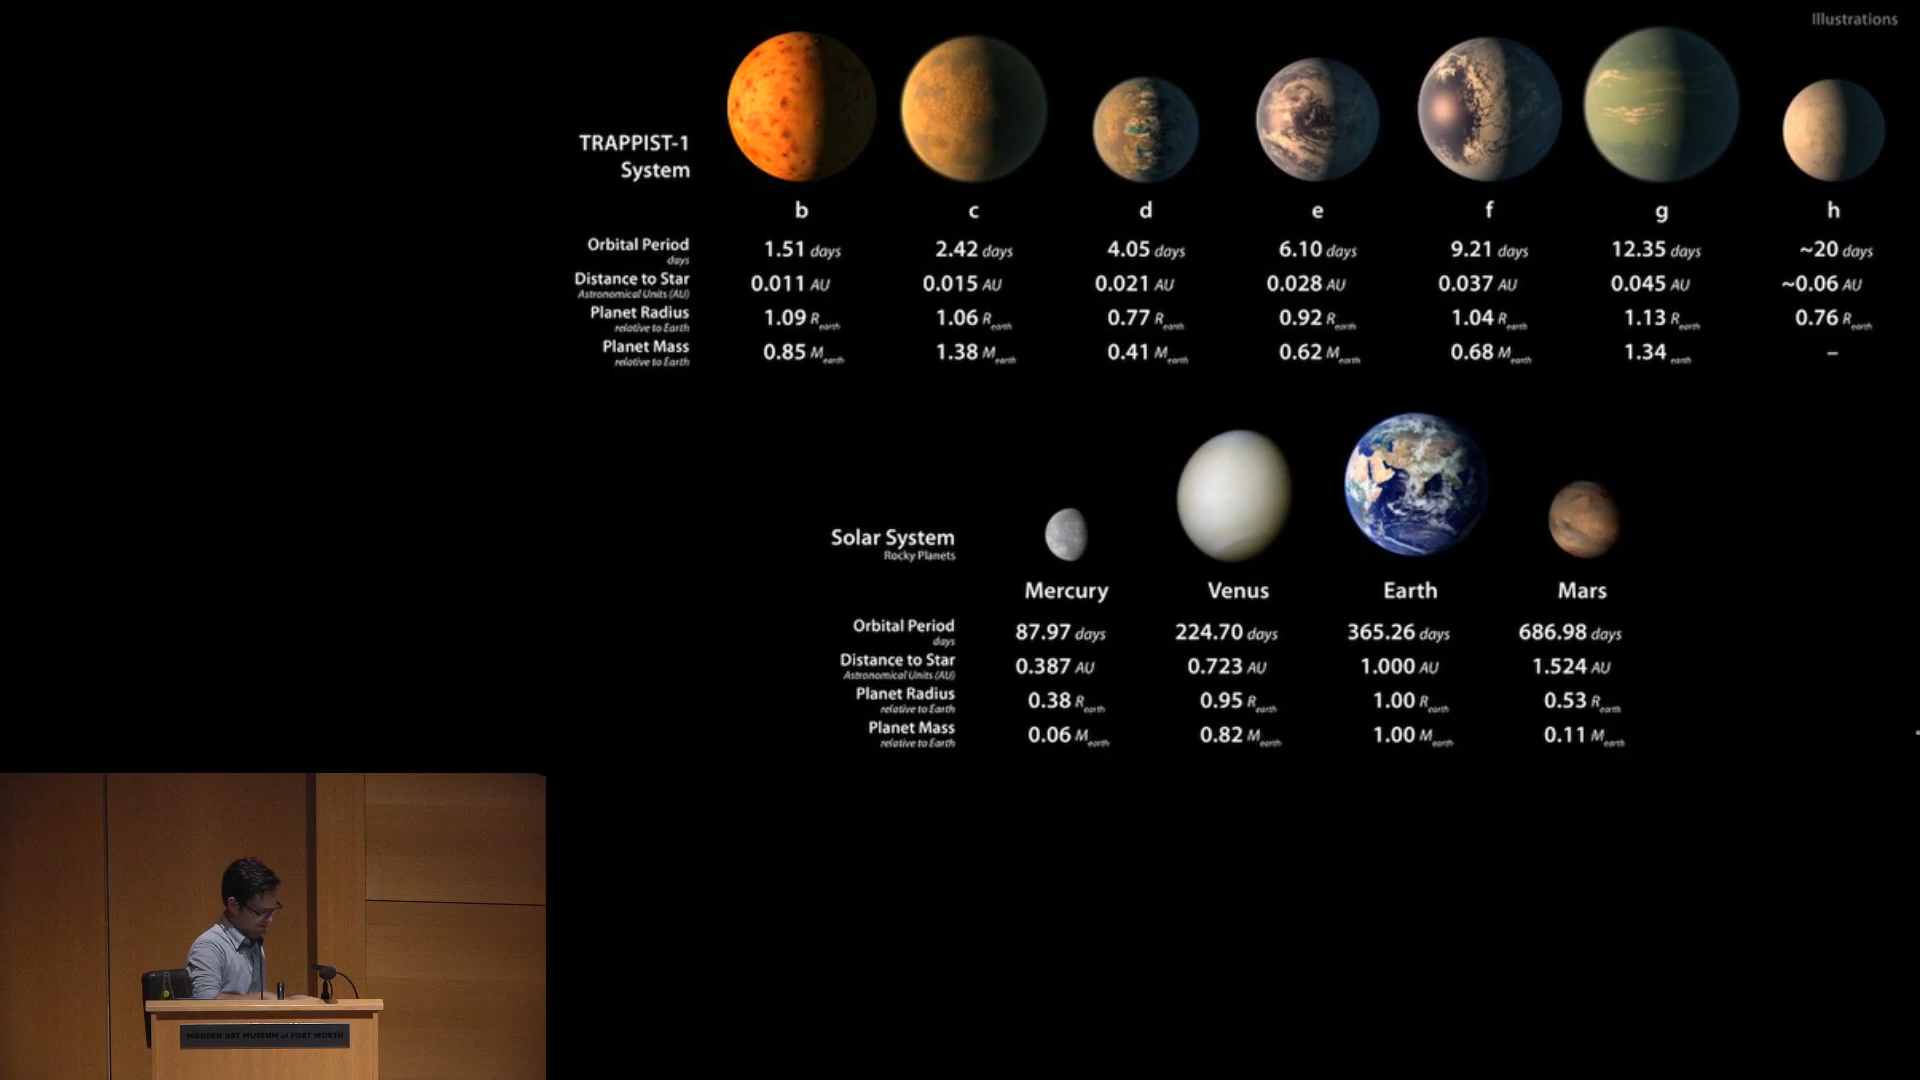 Illustrations
TRAPPIST-1
System
b c d e f g h
Orbital Period 1.51 days 2.42 days 4.05 days 6.10 days 9.21 days 12.35 days ~20 days
days
Distance to Star 0.011 AU 0.015 AU 0.021 AU 0.028 AU 0.037 AU 0.045 AU ~0.06 AU
Astronomical Units (AU)
Planet Radius 1.09 Rearth 1.06 Rearth 0.77 Rearth 0.92 Rearth 1.04 Rearth 1.13 Rearth 0.76 Rearth
relative to Earth
Planet Mass 0.85 Mearth 1.38 Mearth 0.41 Mearth 0.62 Mearth 0.68 Mearth 1.34 earth –
relative to Earth
Solar System
Rocky Planets
Mercury Venus Earth Mars
Orbital Period 87.97 days 224.70 days 365.26 days 686.98 days
days
Distance to Star 0.387 AU 0.723 AU 1.000 AU 1.524 AU
Astronomical Units (AU)
Planet Radius 0.38 Rearth 0.95 Rearth 1.00 Rearth 0.53 Rearth
relative to Earth
Planet Mass 0.06 Mearth 0.82 Mearth 1.00 Mearth 0.11 Mearth
relative to Earth
MODERN ART MUSEUM of FORT WORTH